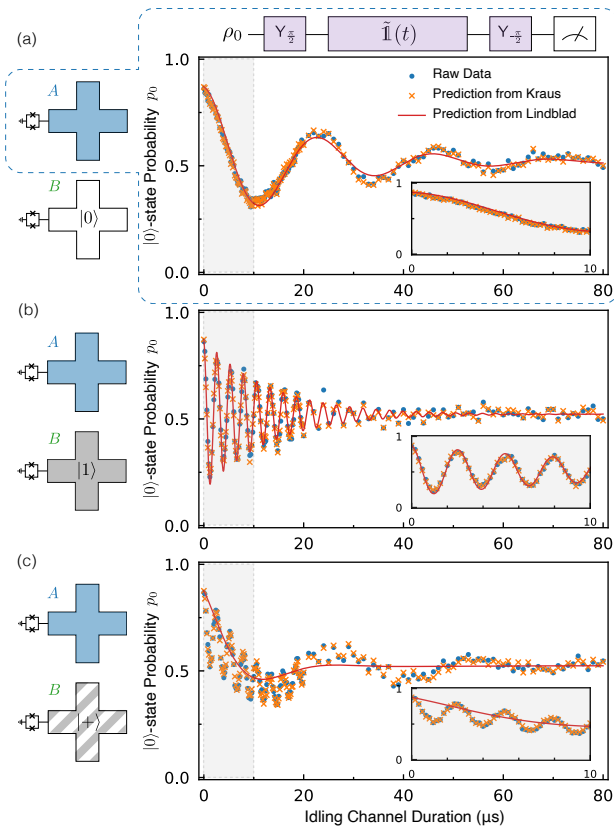 ρ₀ Y π/2 𝟙̃(t) Y -π/2
(a)
A
B
|0⟩
|0⟩-state Probability p₀
1.0
0.5
0.0
Raw Data
Prediction from Kraus
Prediction from Lindblad
1
0
0 10
0 20 40 60 80
(b)
A
B
|1⟩
|0⟩-state Probability p₀
1.0
0.5
0.0
1
0
0 10
0 20 40 60 80
(c)
A
B
|+⟩
|0⟩-state Probability p₀
1.0
0.5
0.0
1
0
0 10
0 20 40 60 80
Idling Channel Duration (μs)